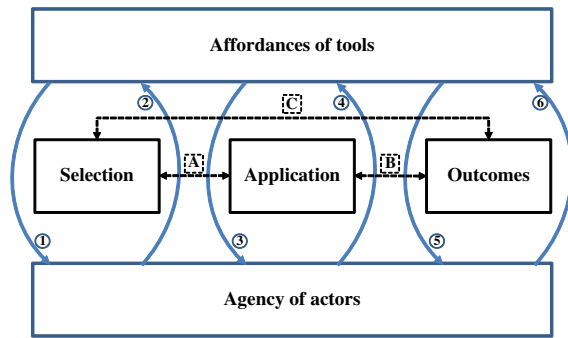 Affordances of tools
2
C
4
6
Selection
A
Application
B
Outcomes
1
3
5
Agency of actors